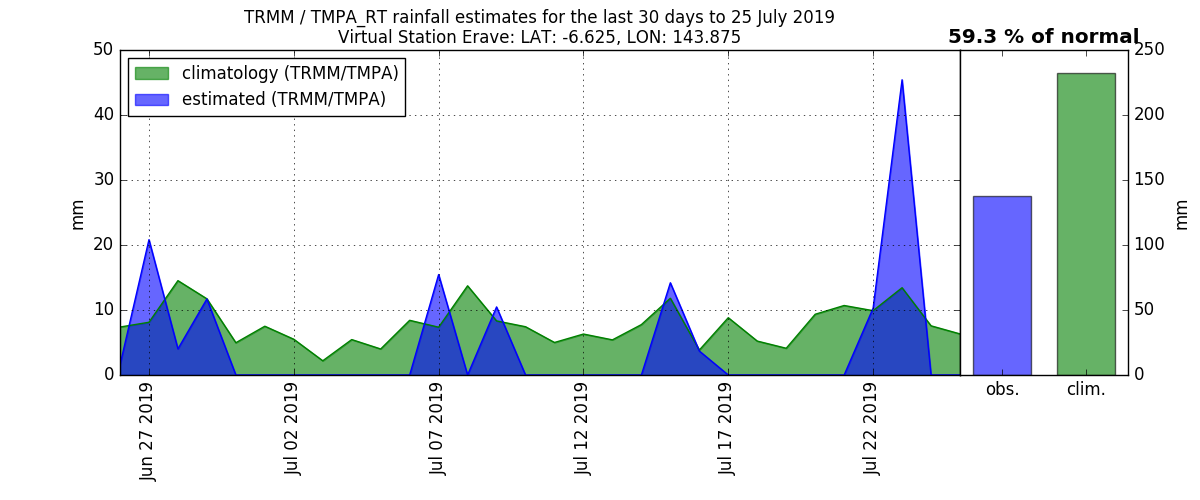 TRMM / TMPA_RT rainfall estimates for the last 30 days to 25 July 2019
Virtual Station Erave: LAT: -6.625, LON: 143.875
59.3 % of normal
climatology (TRMM/TMPA)
estimated (TRMM/TMPA)
50
40
30
20
10
0
mm
250
200
150
100
50
0
mm
Jun 27 2019
Jul 02 2019
Jul 07 2019
Jul 12 2019
Jul 17 2019
Jul 22 2019
obs.
clim.